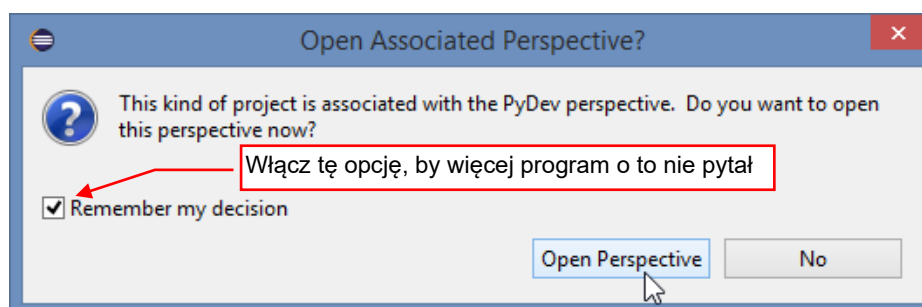 Open Associated Perspective?
This kind of project is associated with the PyDev perspective. Do you want to open
this perspective now?
Włącz tę opcję, by więcej program o to nie pytał
Remember my decision
Open Perspective
No